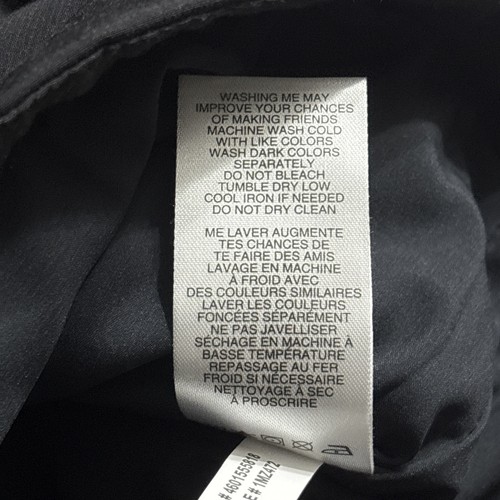 WASHING ME MAY
IMPROVE YOUR CHANCES
OF MAKING FRIENDS
MACHINE WASH COLD
WITH LIKE COLORS
WASH DARK COLORS
SEPARATELY
DO NOT BLEACH
TUMBLE DRY LOW
COOL IRON IF NEEDED
DO NOT DRY CLEAN
ME LAVER AUGMENTE
TES CHANCES DE
TE FAIRE DES AMIS
LAVAGE EN MACHINE
À FROID AVEC
DES COULEURS SIMILAIRES
LAVER LES COULEURS
FONCÉES SÉPARÉMENT
NE PAS JAVELLISER
SÉCHAGE EN MACHINE À
BASSE TEMPÉRATURE
REPASSAGE AU FER
FROID SI NÉCESSAIRE
NETTOYAGE À SEC
À PROSCRIRE
#4601555818
E # 1MZ472